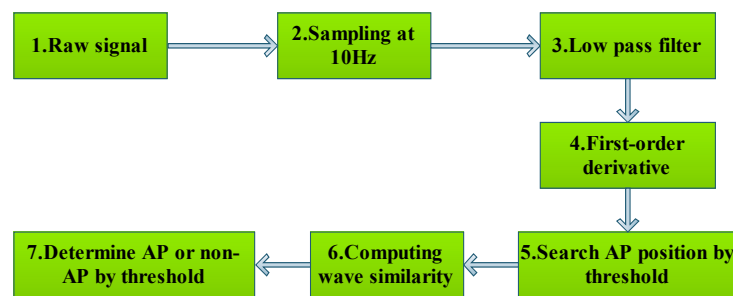 1.Raw signal
2.Sampling at
10Hz
3.Low pass filter
4.First-order
derivative
5.Search AP position by
threshold
6.Computing
wave similarity
7.Determine AP or non-
AP by threshold